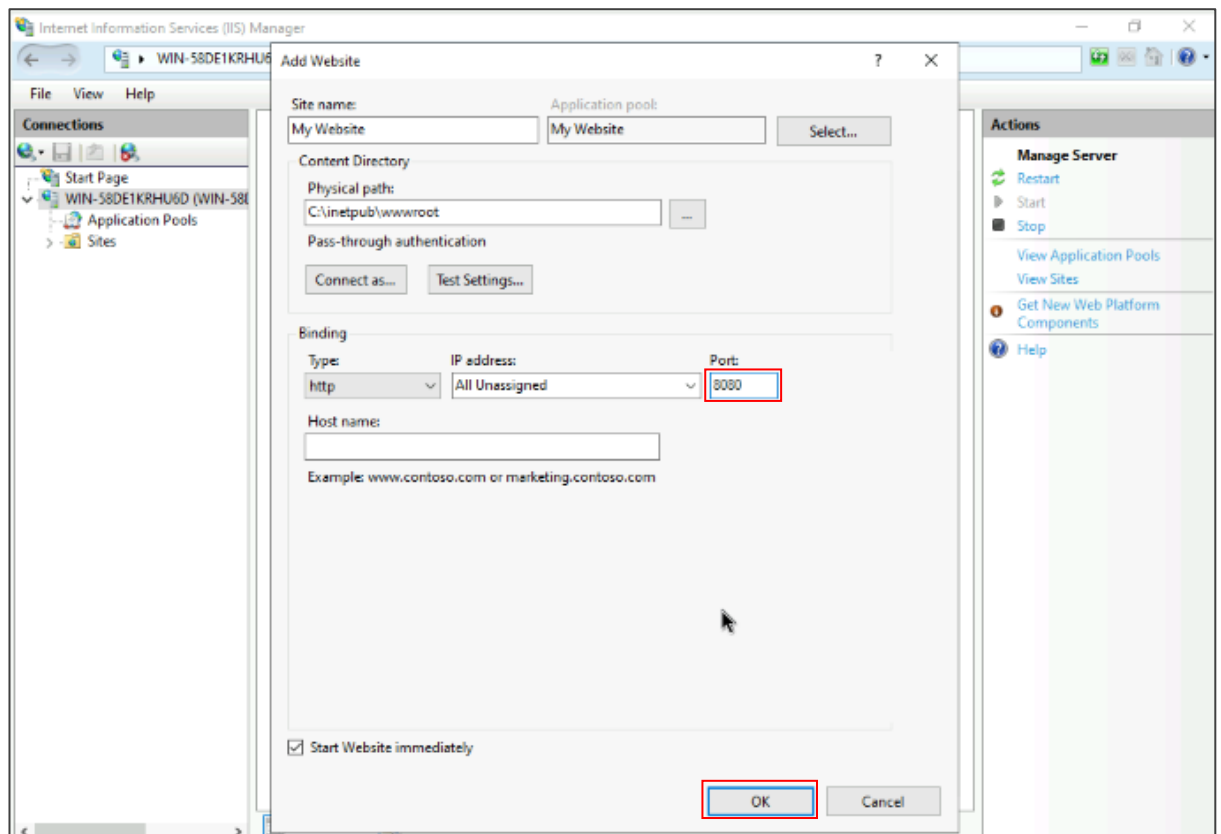 Internet Information Services (IIS) Manager
WIN-58DE1KRHU6
File View Help
Connections
Start Page
WIN-58DE1KRHU6D (WIN-58
Application Pools
Sites
Add Website
?
Site name:
Application pool:
My Website
My Website
Select...
Content Directory
Physical path:
C:\inetpub\wwwroot
...
Pass-through authentication
Connect as...
Test Settings...
Binding
Type:
IP address:
Port:
http
All Unassigned
8080
Host name:
Example: www.contoso.com or marketing.contoso.com
Start Website immediately
OK
Cancel
Actions
Manage Server
Restart
Start
Stop
View Application Pools
View Sites
Get New Web Platform
Components
Help